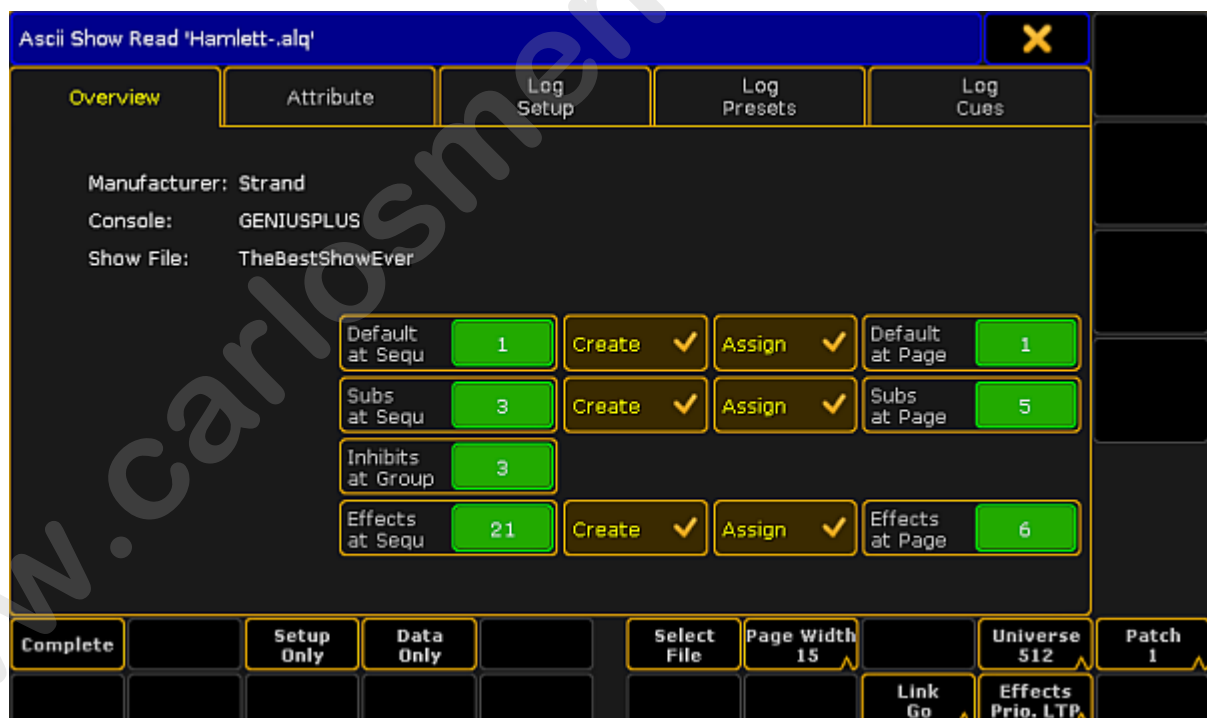 Ascii Show Read 'Hamlett-.alq'
Overview
Attribute
Log
Setup
Log
Presets
Log
Cues
Manufacturer: Strand
Console: GENIUSPLUS
Show File: TheBestShowEver
Default
at Sequ
1
Create
Assign
Default
at Page
1
Subs
at Sequ
3
Create
Assign
Subs
at Page
5
Inhibits
at Group
3
Effects
at Sequ
21
Create
Assign
Effects
at Page
6
Complete
Setup
Only
Data
Only
Select
File
Page Width
15
Universe
512
Patch
1
Link
Go
Effects
Prio. LTP
w.carlosmen